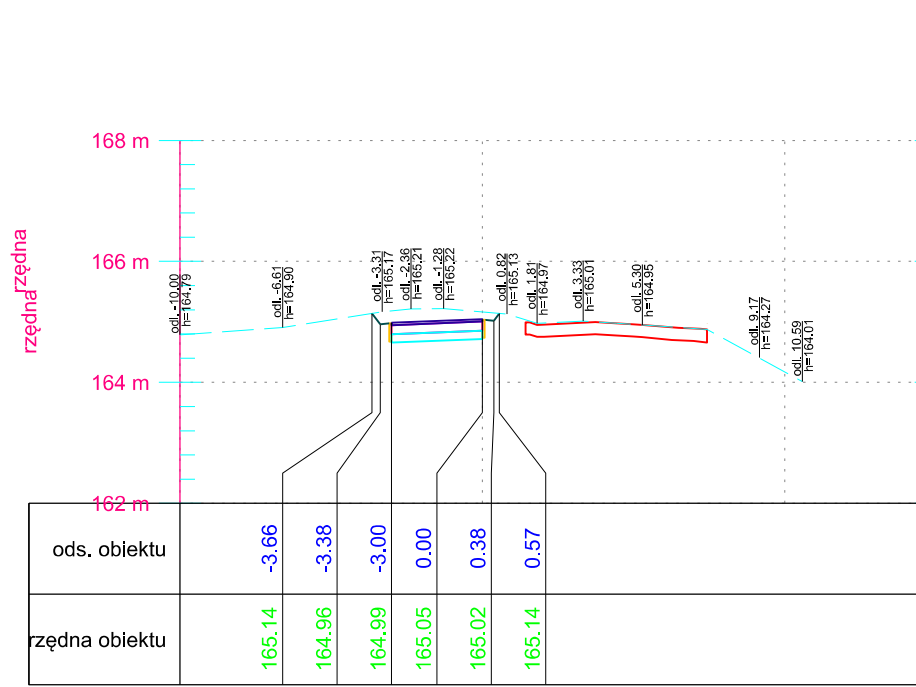 168 m
166 m
164 m
162 m
rzędna
rzędna
odl. -10.00
h=164.79
odl. -6.61
h=164.90
odl. -3.31
h=165.17
odl. -2.36
h=165.21
odl. -1.28
h=165.22
odl. 0.82
h=165.13
odl. 1.81
h=164.97
odl. 3.33
h=165.01
odl. 5.30
h=164.95
odl. 9.17
h=164.27
odl. 10.59
h=164.01
ods. obiektu
-3.66
-3.38
-3.00
0.00
0.38
0.57
rzędna obiektu
165.14
164.96
164.99
165.05
165.02
165.14